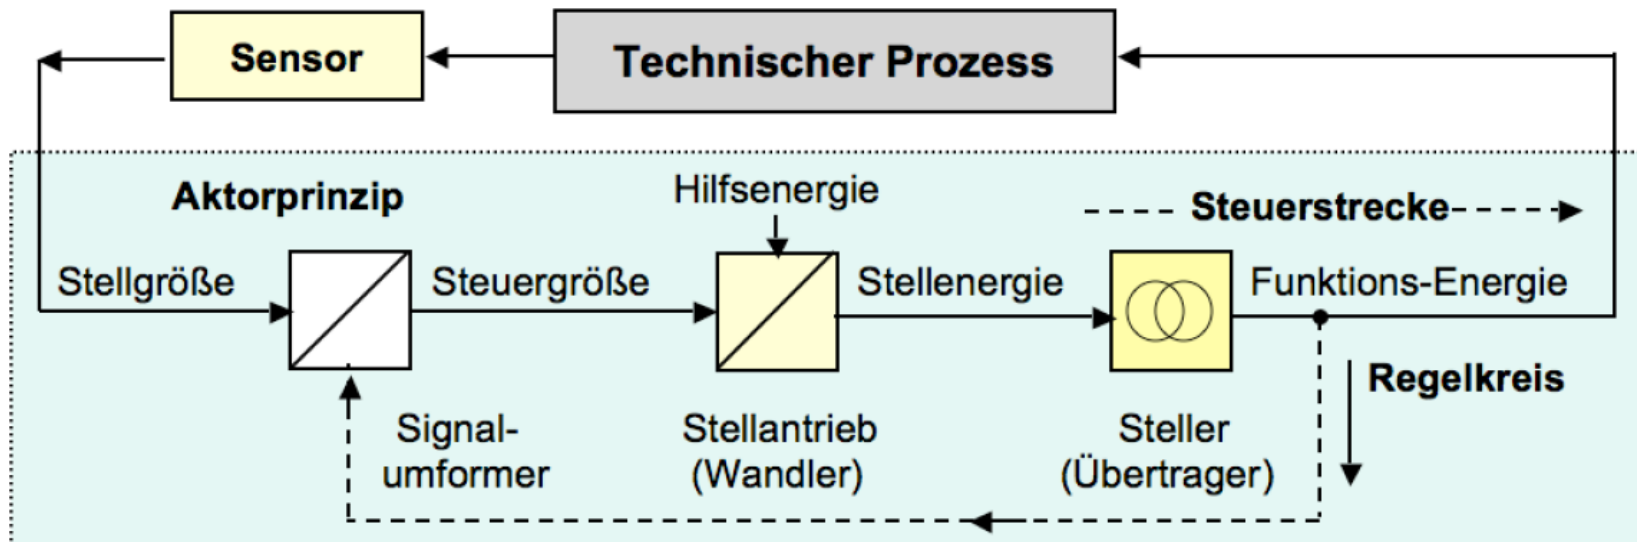 Sensor
Technischer Prozess
Aktorprinzip
Hilfsenergie
Steuerstrecke
Stellgröße
Steuergröße
Stellenergie
Funktions-Energie
Regelkreis
Signal-
umformer
Stellantrieb
(Wandler)
Steller
(Übertrager)